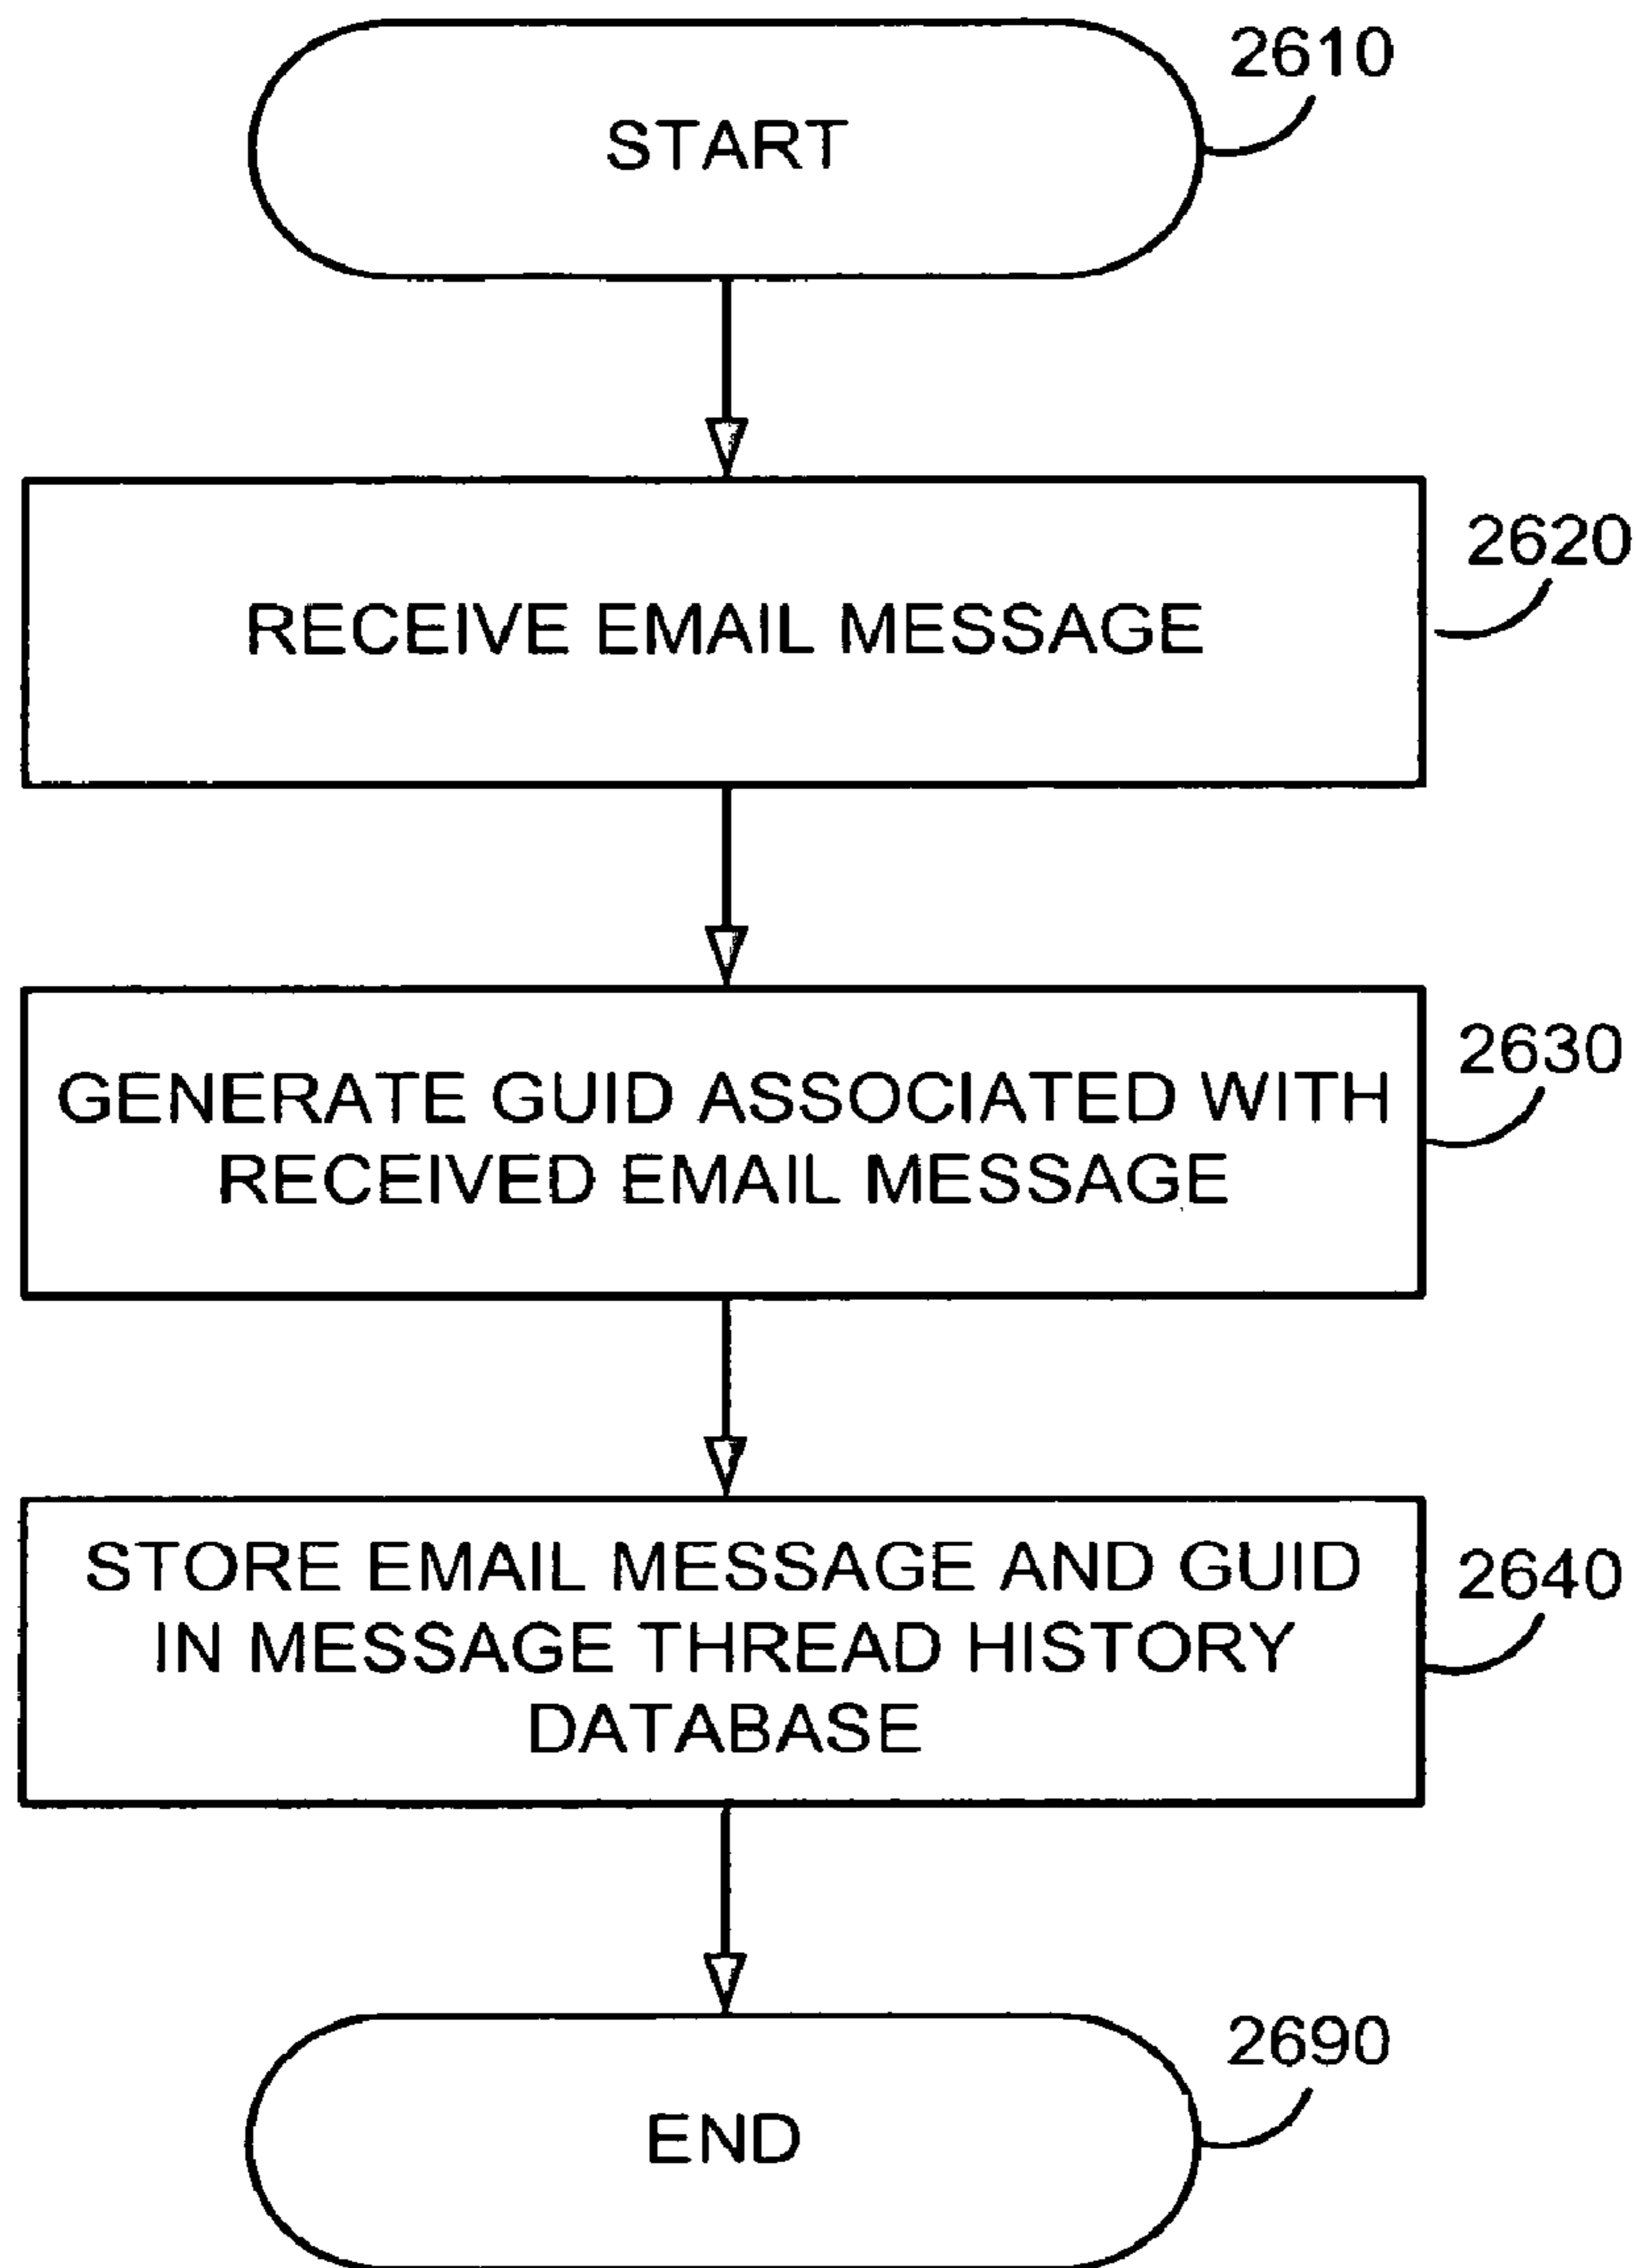 START
2610
RECEIVE EMAIL MESSAGE
2620
GENERATE GUID ASSOCIATED WITH
RECEIVED EMAIL MESSAGE
2630
STORE EMAIL MESSAGE AND GUID
IN MESSAGE THREAD HISTORY
DATABASE
2640
END
2690